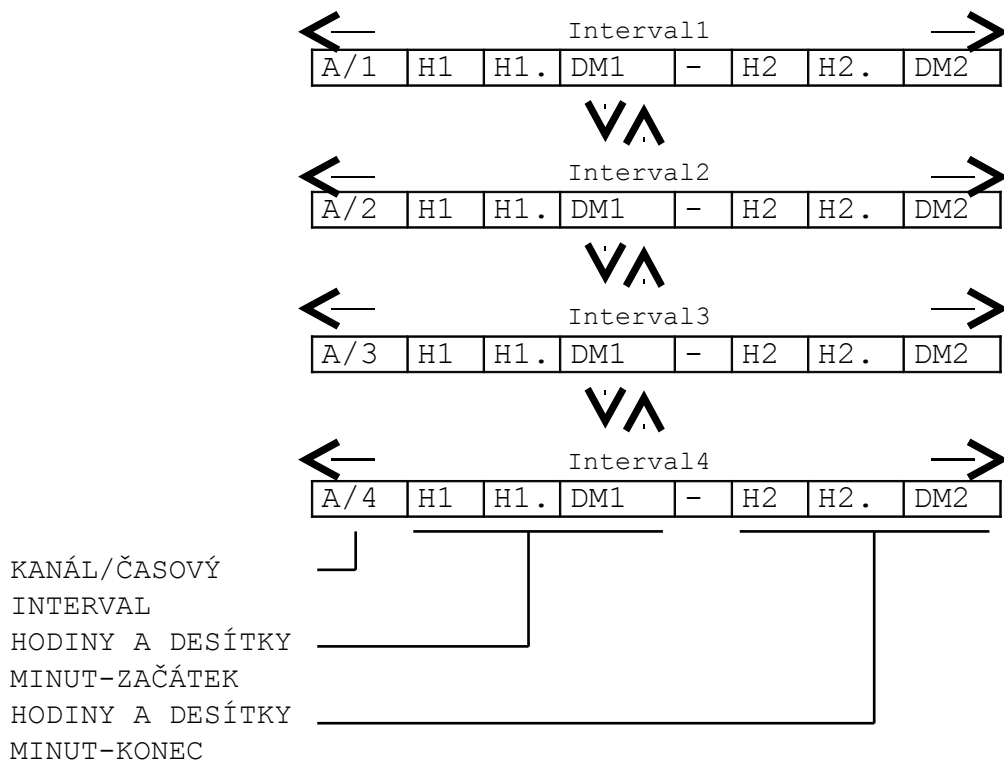 Interval1
A/1 H1 H1. DM1 - H2 H2. DM2
Interval2
A/2 H1 H1. DM1 - H2 H2. DM2
Interval3
A/3 H1 H1. DM1 - H2 H2. DM2
Interval4
A/4 H1 H1. DM1 - H2 H2. DM2
KANÁL/ČASOVÝ
INTERVAL
HODINY A DESÍTKY
MINUT-ZAČÁTEK
HODINY A DESÍTKY
MINUT-KONEC